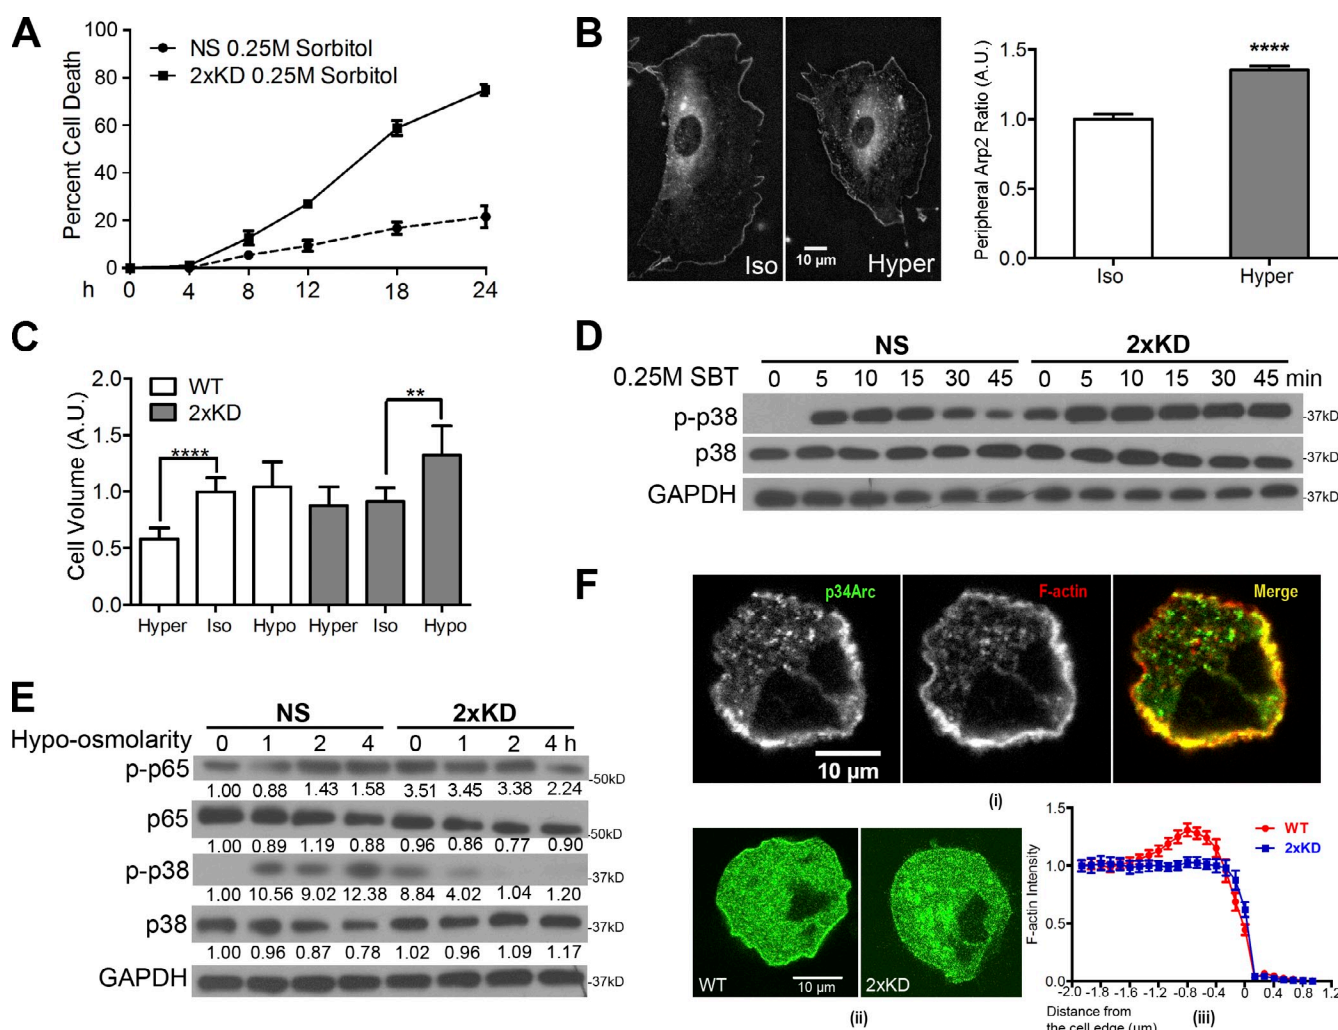 A
Percent Cell Death
100
80
60
40
20
0
NS 0.25M Sorbitol
2xKD 0.25M Sorbitol
h
0 4 8 12 18 24
B
Iso
10 µm
Hyper
Peripheral Arp2 Ratio (A.U.)
1.5
1.0
0.5
0.0
****
Iso Hyper
C
Cell Volume (A.U.)
2.0
1.5
1.0
0.5
0.0
WT
2xKD
****
**
Hyper Iso Hypo Hyper Iso Hypo
D
NS 2xKD
0.25M SBT 0 5 10 15 30 45 0 5 10 15 30 45 min
p-p38 -37kD
p38 -37kD
GAPDH -37kD
E
NS 2xKD
Hypo-osmolarity 0 1 2 4 0 1 2 4 h
p-p65 -50kD
1.00 0.88 1.43 1.58 3.51 3.45 3.38 2.24
p65 -50kD
1.00 0.89 1.19 0.88 0.96 0.86 0.77 0.90
p-p38 -37kD
1.00 10.56 9.02 12.38 8.84 4.02 1.04 1.20
p38 -37kD
1.00 0.96 0.87 0.78 1.02 0.96 1.09 1.17
GAPDH -37kD
F
p34Arc
F-actin
Merge
10 µm
(i)
WT
10 µm
2xKD
(ii)
F-actin Intensity
1.5
1.0
0.5
0.0
WT
2xKD
-2.0 -1.8 -1.6 -1.2 -0.8 -0.4 0 0.4 0.8 1.2
Distance from
the cell edge (µm)
(iii)